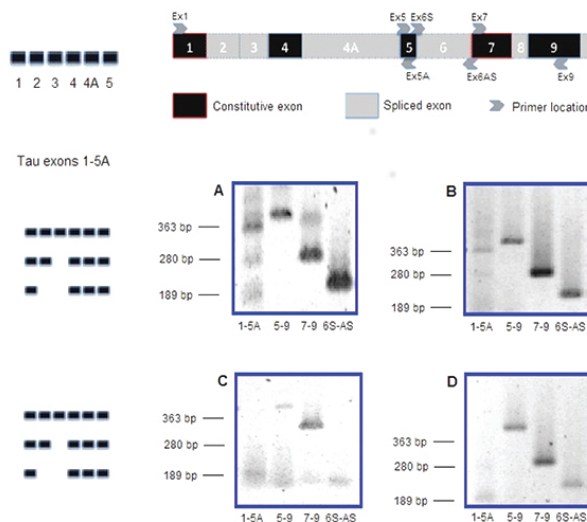 Ex1 Ex5 Ex6S Ex7
1 2 3 4 4A 5 6 7 8 9
Ex5A Ex6AS Ex9
1 2 3 4 4A 5
Constitutive exon Spliced exon Primer location
Tau exons 1-5A
A
363 bp
280 bp
189 bp
1-5A 5-9 7-9 6S-AS
B
363 bp
280 bp
189 bp
1-5A 5-9 7-9 6S-AS
C
363 bp
280 bp
189 bp
1-5A 5-9 7-9 6S-AS
D
363 bp
280 bp
189 bp
1-5A 5-9 7-9 6S-AS